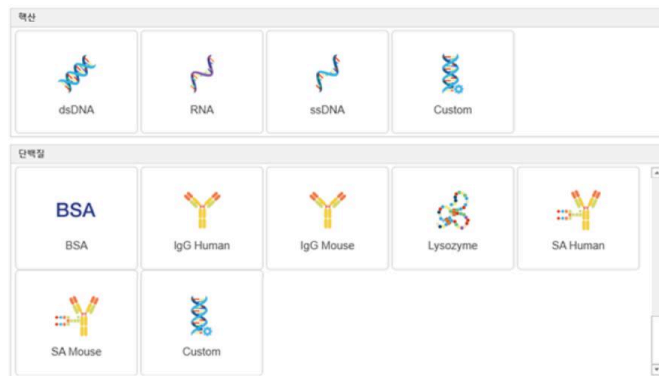 핵산
dsDNA RNA ssDNA Custom
단백질
BSA
BSA IgG Human IgG Mouse Lysozyme SA Human
SA Mouse Custom